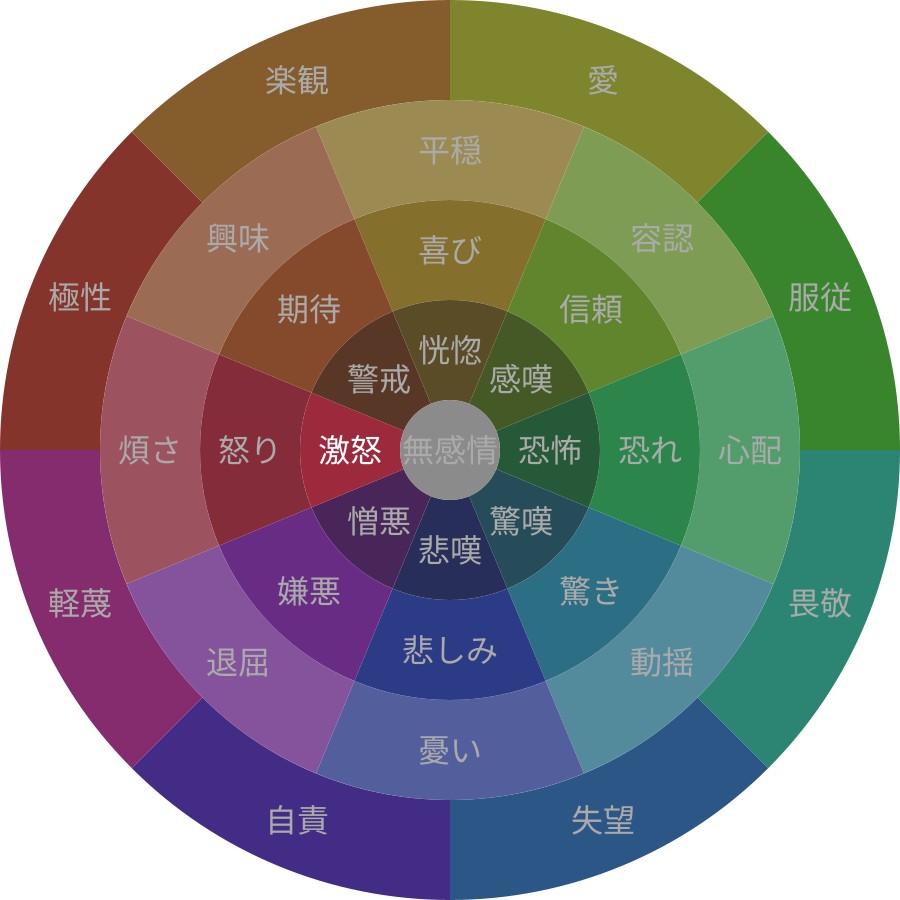 楽観
愛
平穏
興味
容認
喜び
極性
服従
期待
信頼
恍惚
警戒
感嘆
煩さ
怒り
激怒
無感情
恐怖
恐れ
心配
憎悪
驚嘆
悲嘆
嫌悪
驚き
軽蔑
畏敬
悲しみ
退屈
動揺
憂い
自責
失望